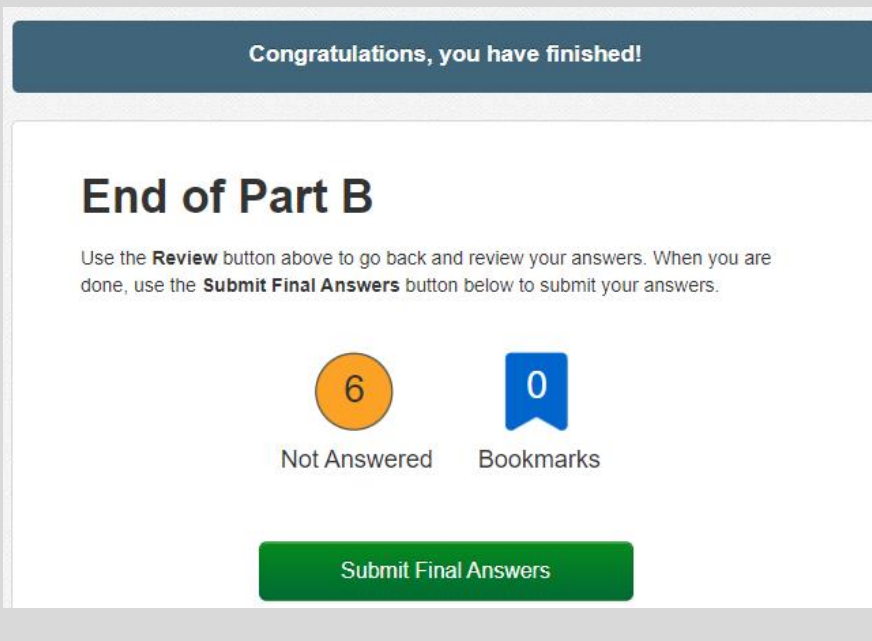 Congratulations, you have finished!
End of Part B
Use the Review button above to go back and review your answers. When you are
done, use the Submit Final Answers button below to submit your answers.
6
0
Not Answered
Bookmarks
Submit Final Answers